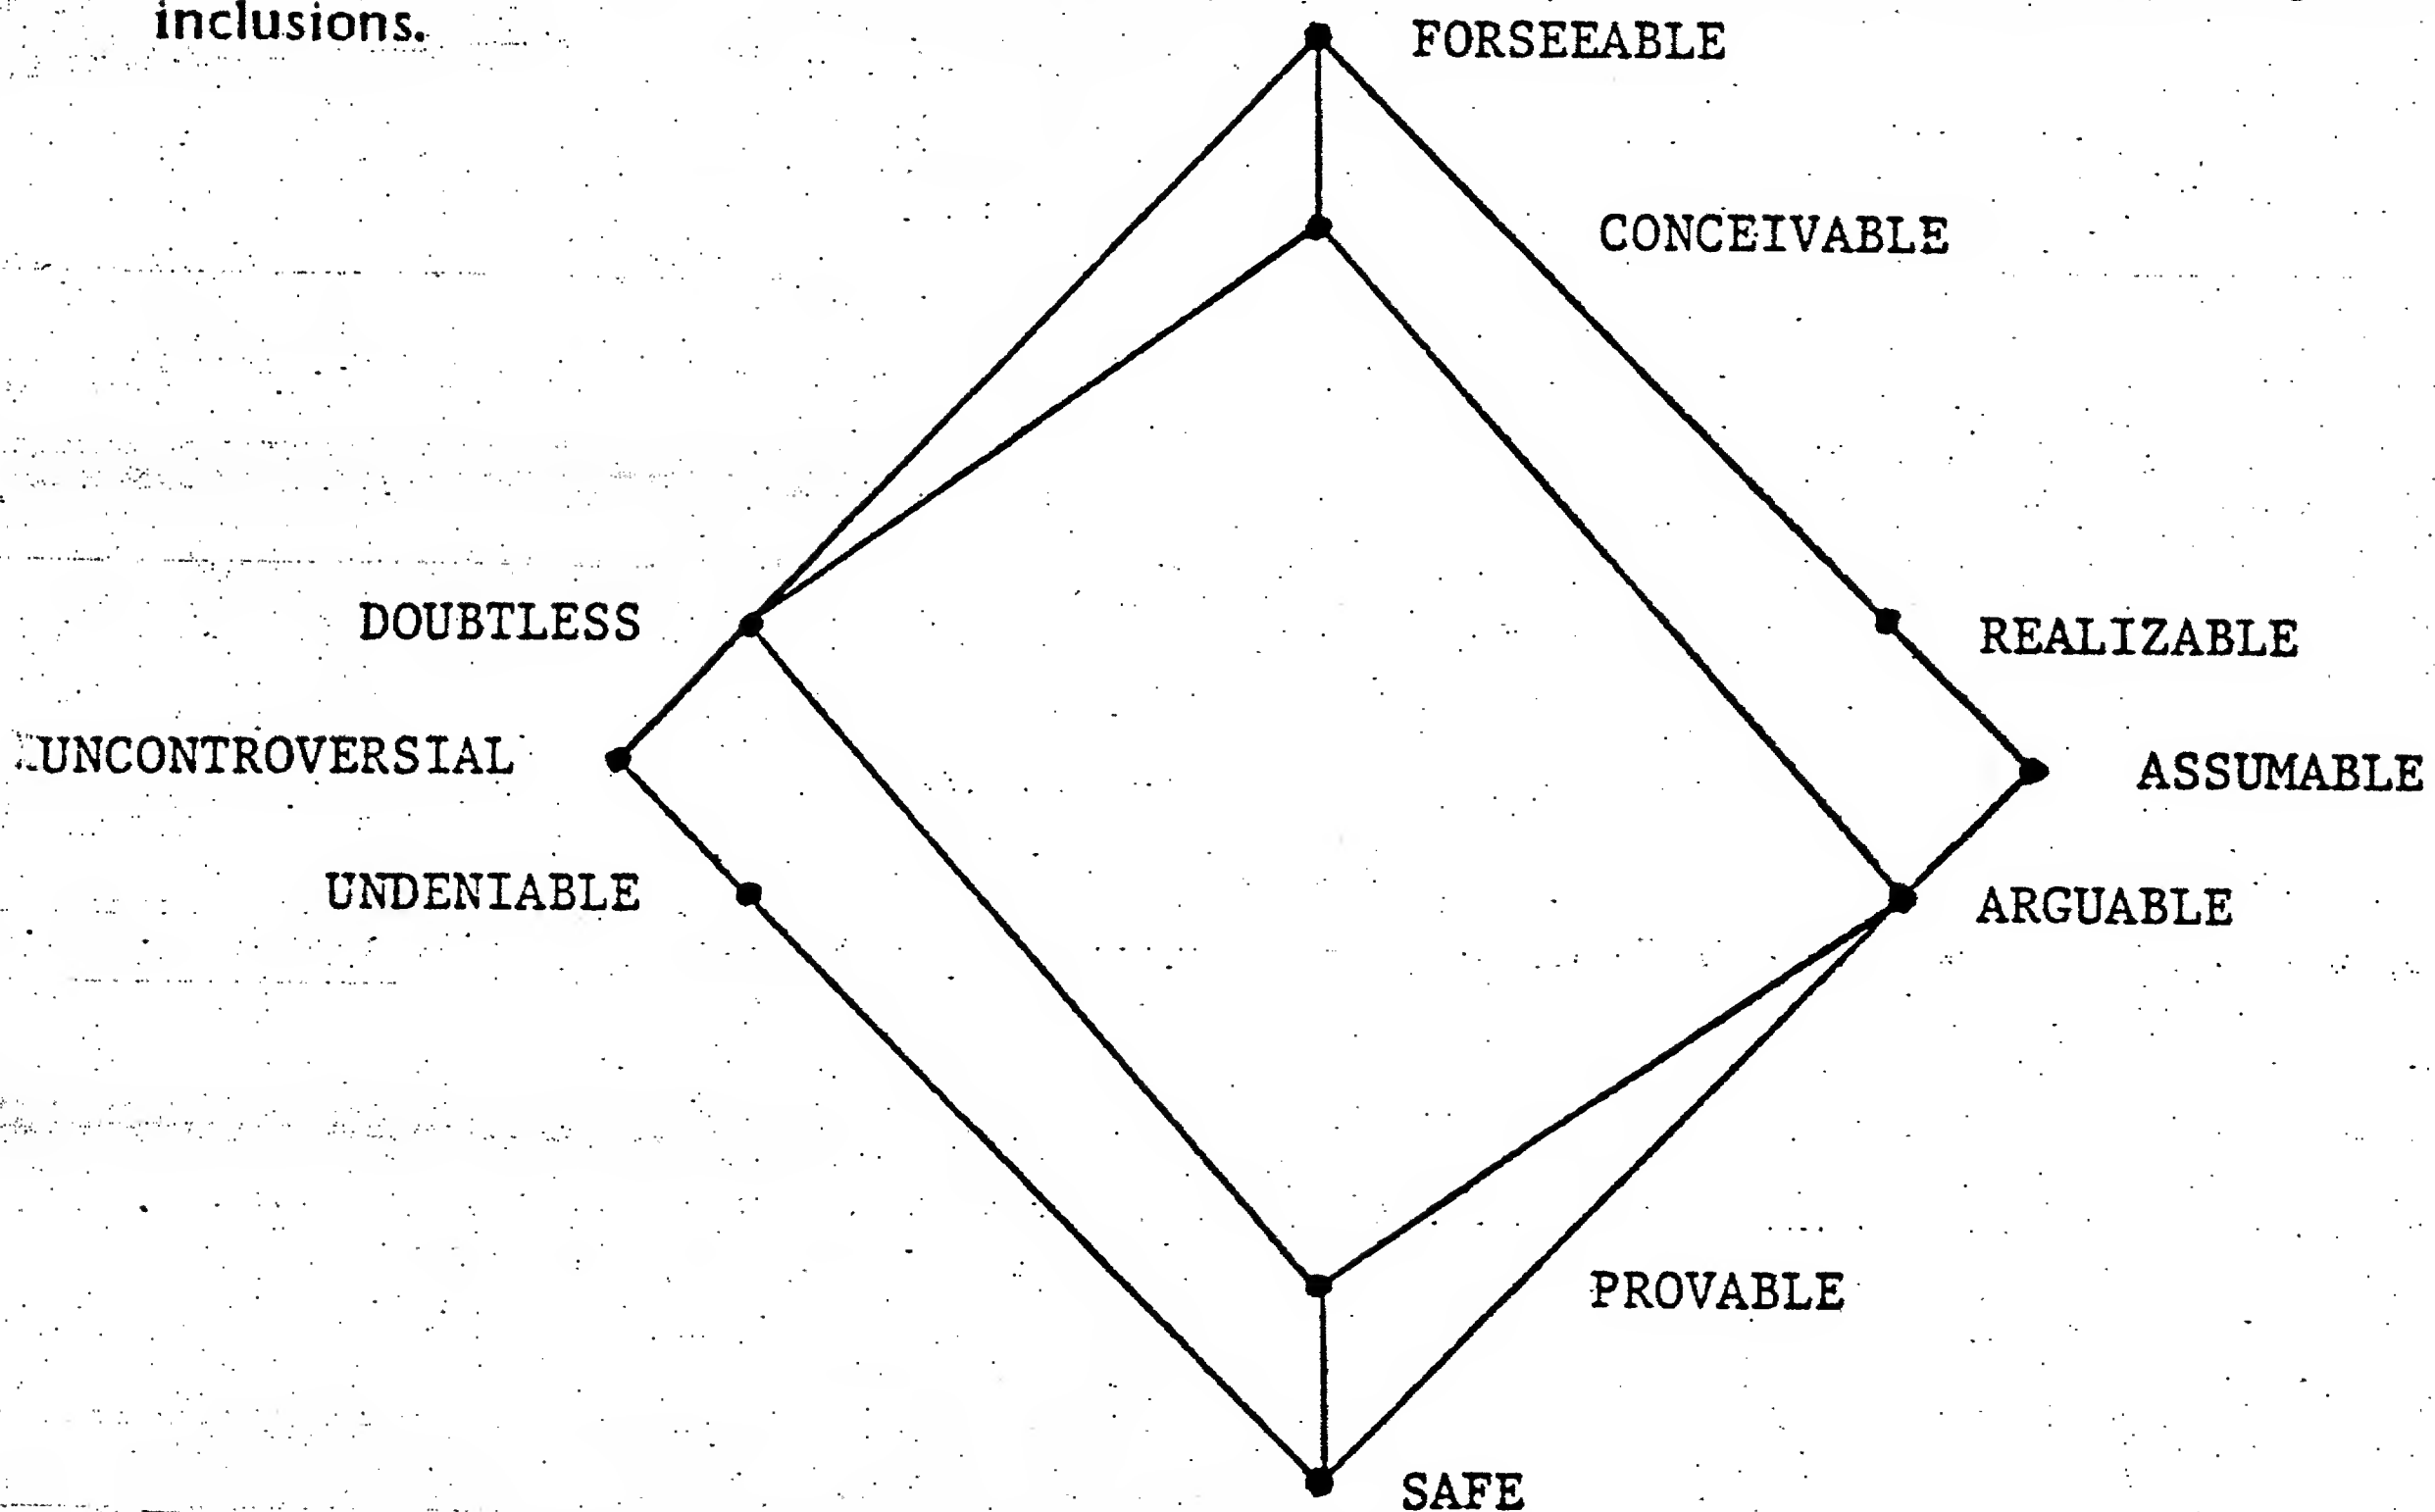 inclusions.
FORSEEABLE
CONCEIVABLE
DOUBTLESS
REALIZABLE
UNCONTROVERSIAL
ASSUMABLE
UNDENIABLE
ARGUABLE
PROVABLE
SAFE